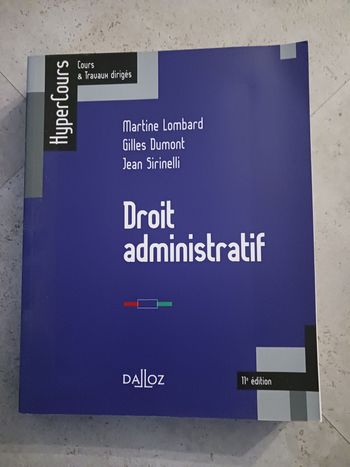 HyperCours
Cours
& Travaux dirigés
Martine Lombard
Gilles Dumont
Jean Sirinelli
Droit
administratif
DALLOZ
11e édition